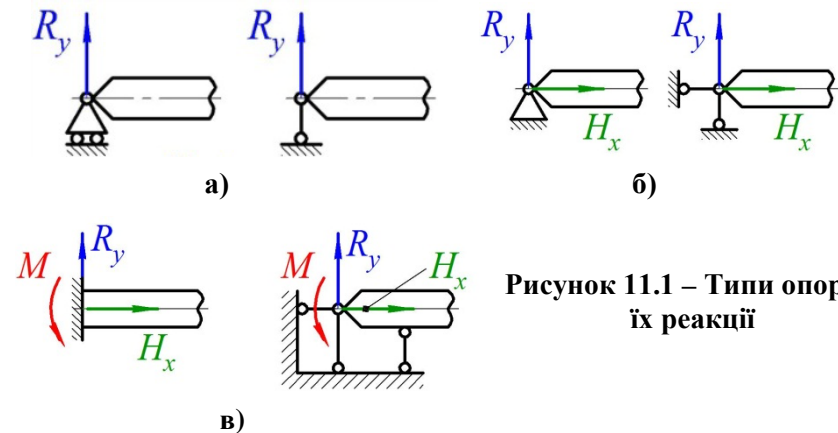 R_y R_y R_y R_y
H_x H_x
а) б)
M R_y M R_y H_x
H_x
Рисунок 11.1 – Типи опор
їх реакції
в)